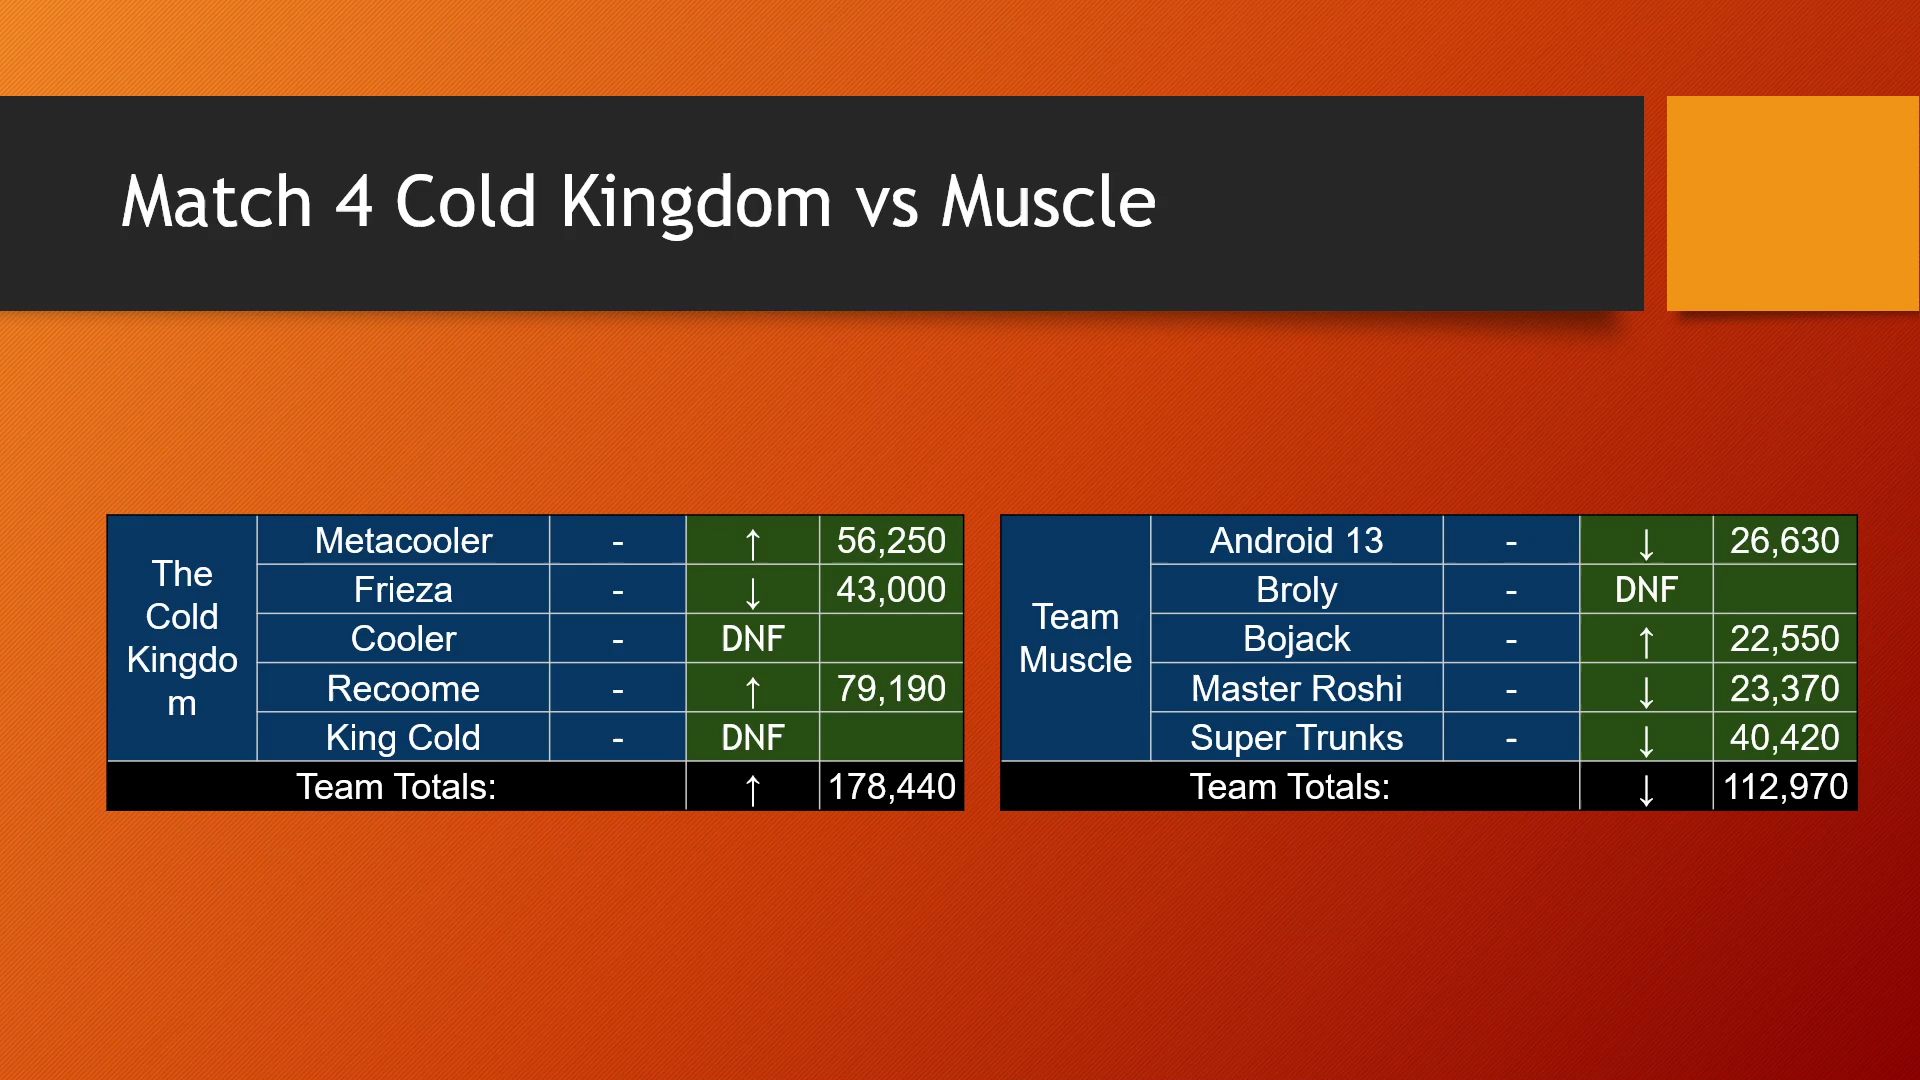 Match 4 Cold Kingdom vs Muscle
The
Cold
Kingdo
m
Metacooler - ↑ 56,250
Frieza - ↓ 43,000
Cooler - DNF
Recoome - ↑ 79,190
King Cold - DNF
Team Totals: ↑ 178,440
Team
Muscle
Android 13 - ↓ 26,630
Broly - DNF
Bojack - ↑ 22,550
Master Roshi - ↓ 23,370
Super Trunks - ↓ 40,420
Team Totals: ↓ 112,970